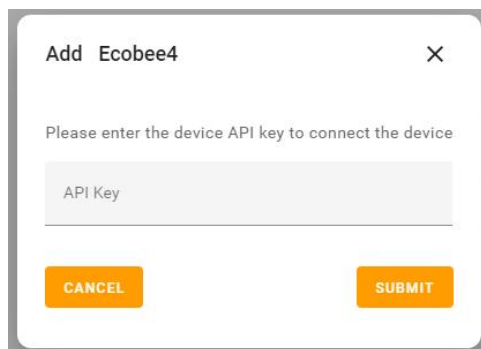 Add Ecobee4
Please enter the device API key to connect the device
API Key
CANCEL SUBMIT